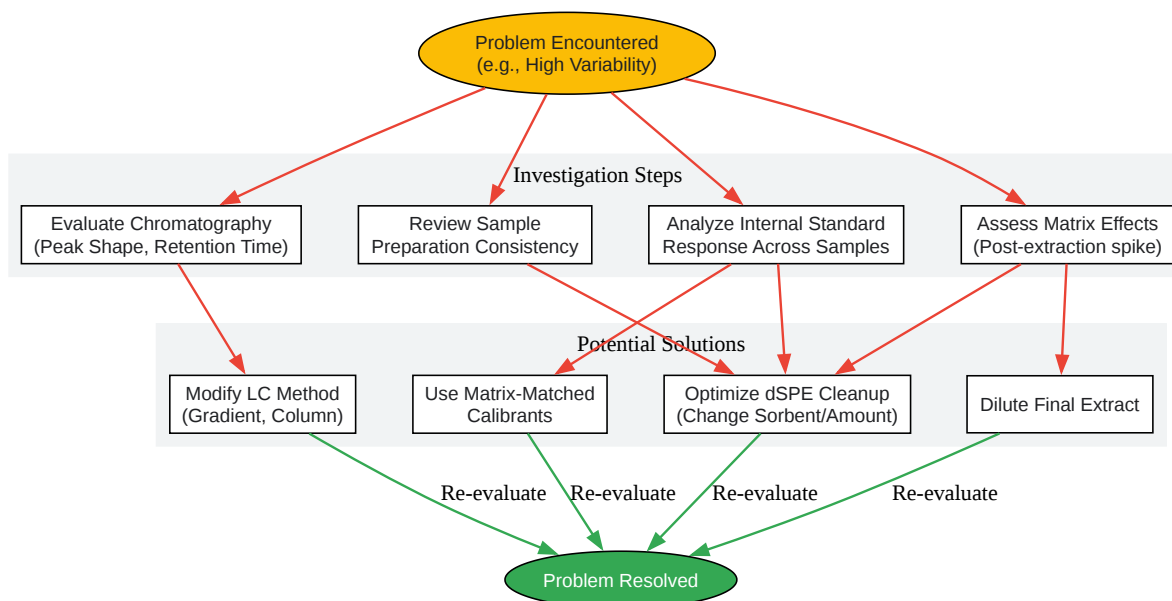 Problem Encountered
(e.g., High Variability)
Investigation Steps
Evaluate Chromatography
(Peak Shape, Retention Time)
Review Sample
Preparation Consistency
Analyze Internal Standard
Response Across Samples
Assess Matrix Effects
(Post-extraction spike)
Potential Solutions
Modify LC Method
(Gradient, Column)
Use Matrix-Matched
Calibrants
Optimize dSPE Cleanup
(Change Sorbent/Amount)
Dilute Final Extract
Re-evaluate
Re-evaluate
Re-evaluate
Re-evaluate
Problem Resolved